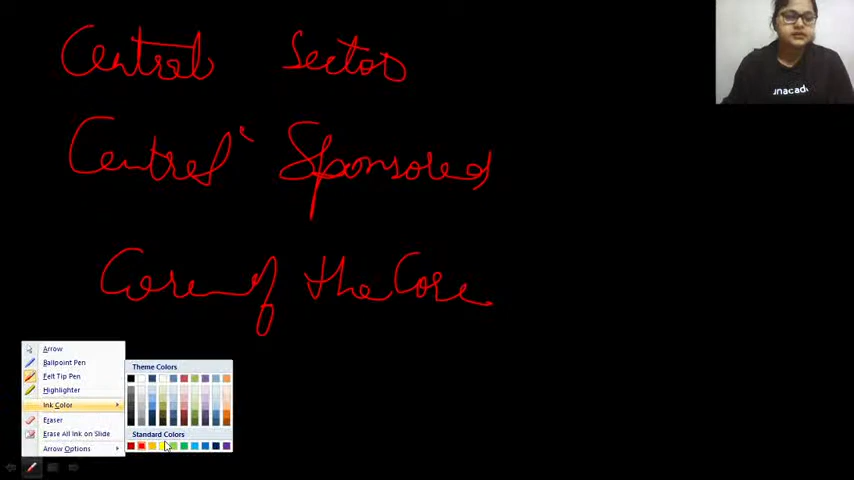 Central Sector
unacad
Central Sponsored
Core of the Core
Arrow
Ballpoint Pen
Felt Tip Pen
Highlighter
Ink Color
Eraser
Erase All Ink on Slide
Arrow Options
Theme Colors
Standard Colors